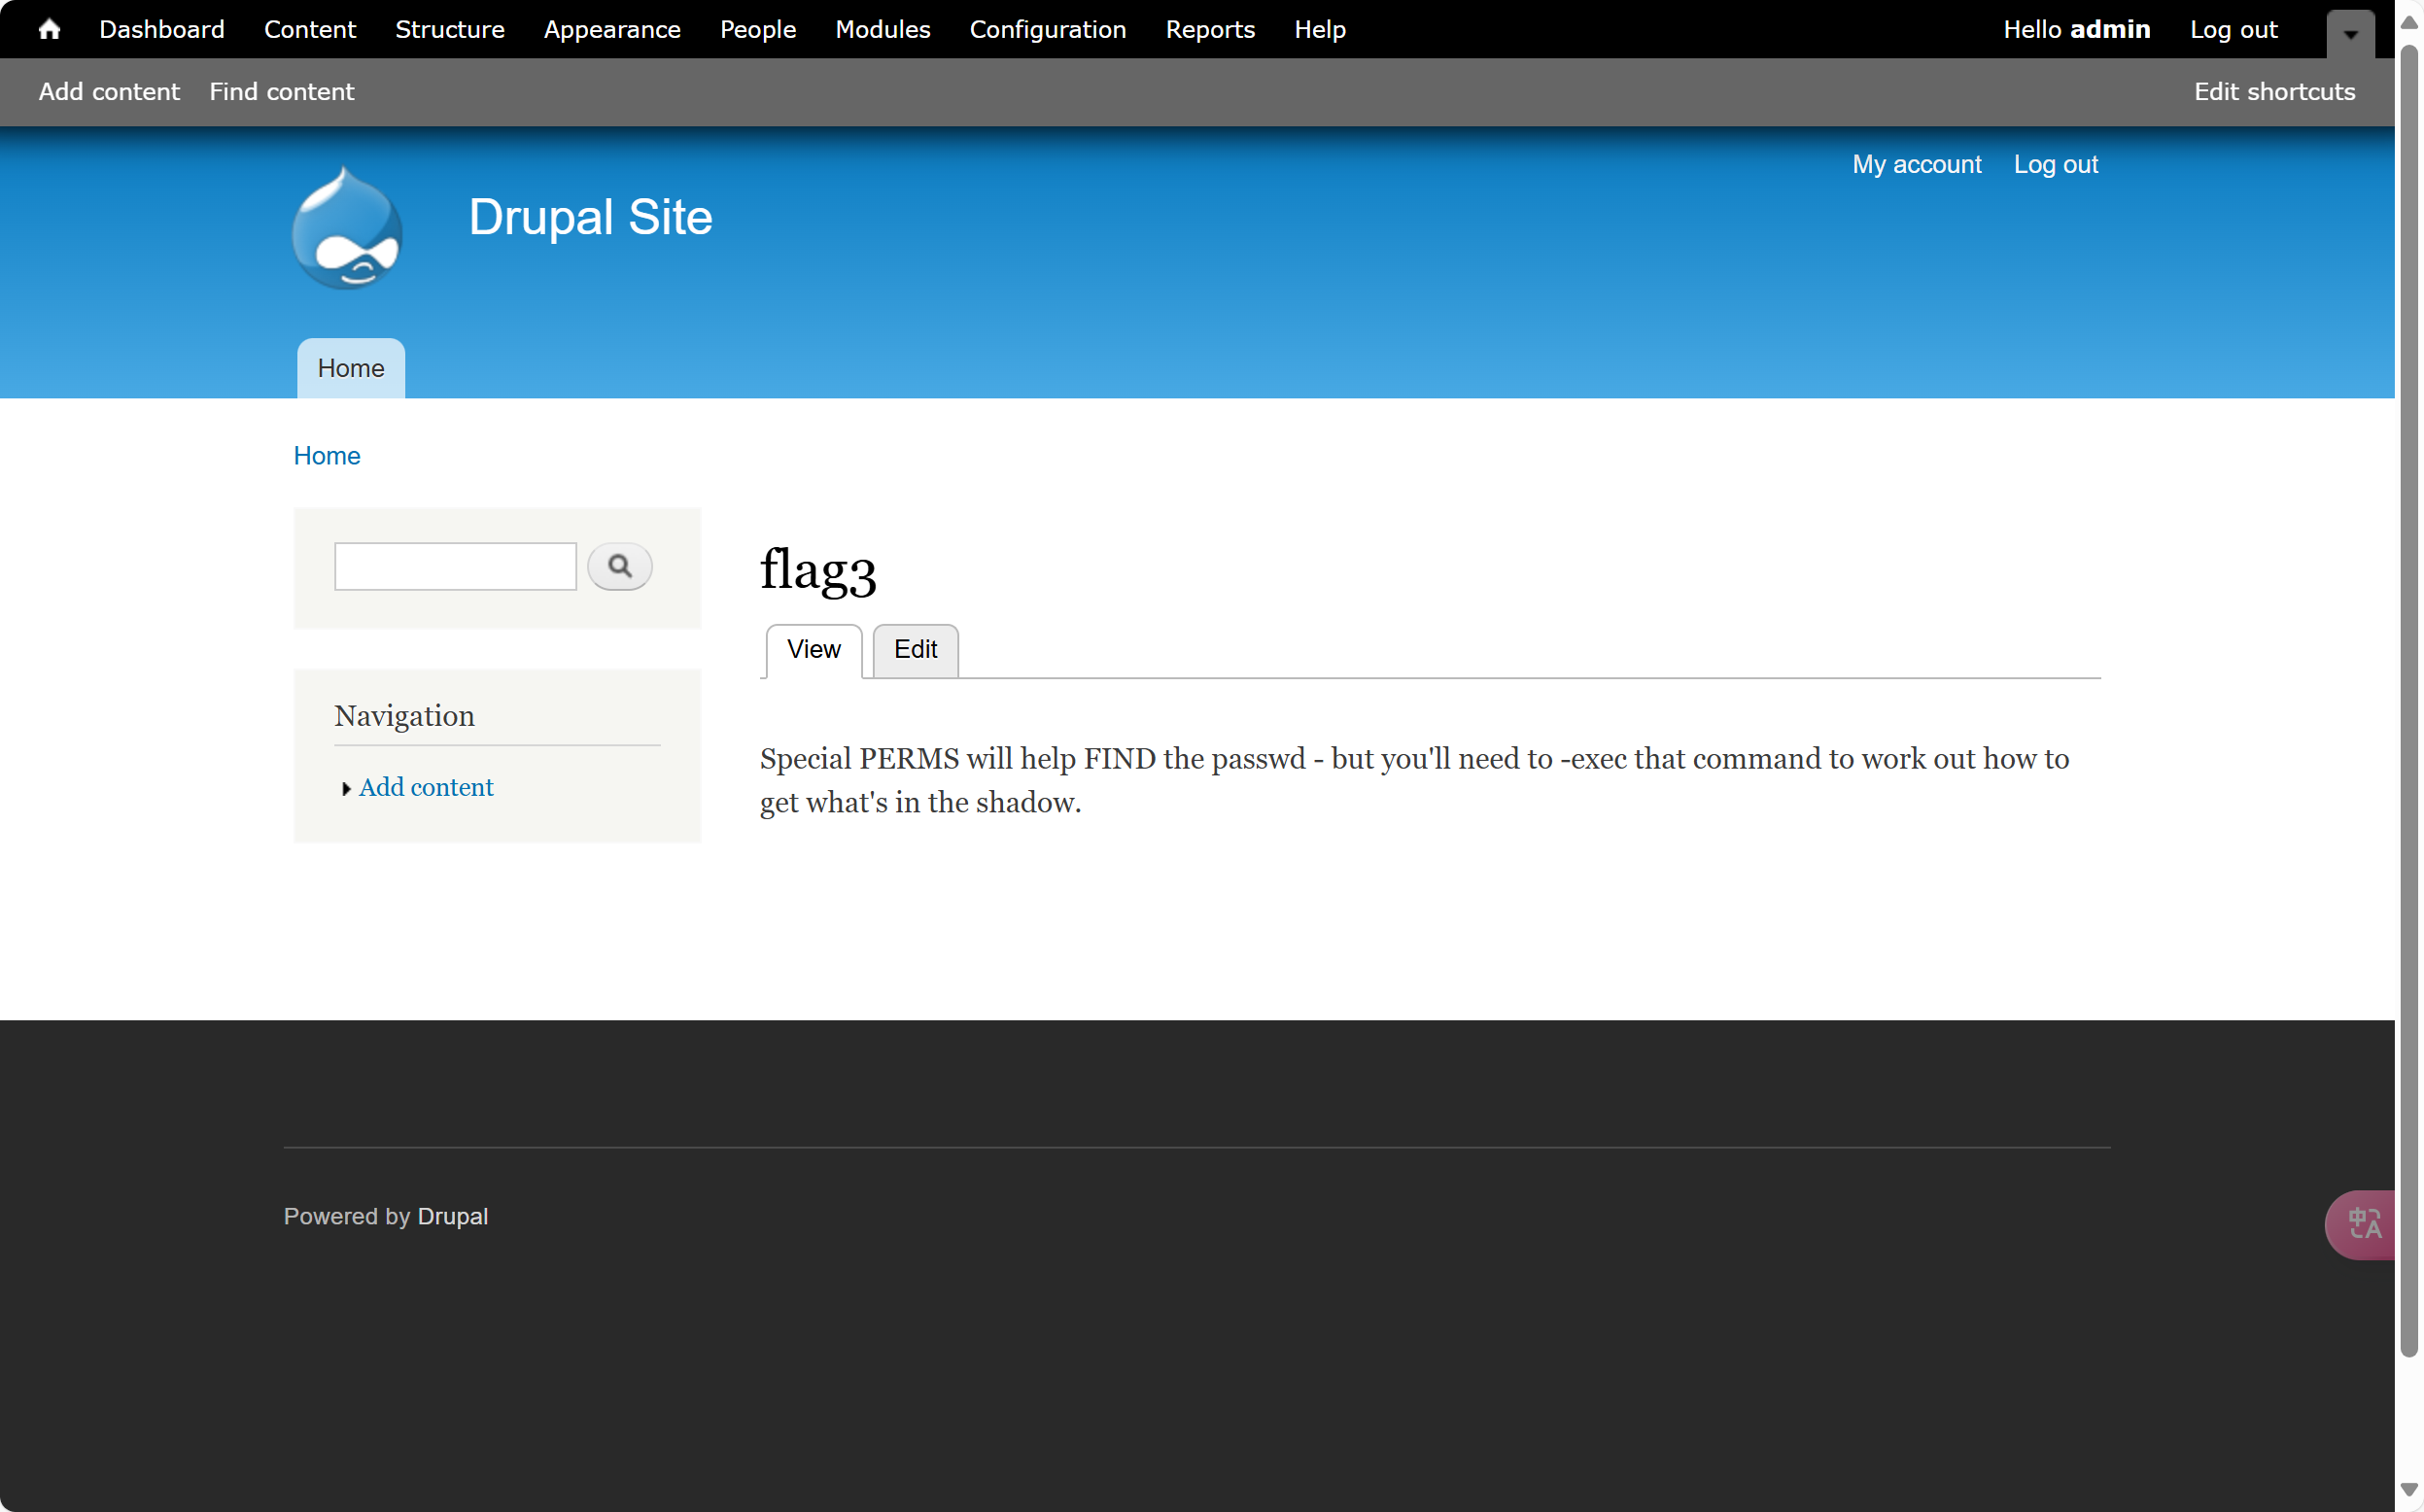 Dashboard Content Structure Appearance People Modules Configuration Reports Help Hello admin Log out
Add content Find content Edit shortcuts
My account Log out
Drupal Site
Home
Home
flag3
View Edit
Navigation
Add content
Special PERMS will help FIND the passwd - but you'll need to -exec that command to work out how to
get what's in the shadow.
Powered by Drupal
中A